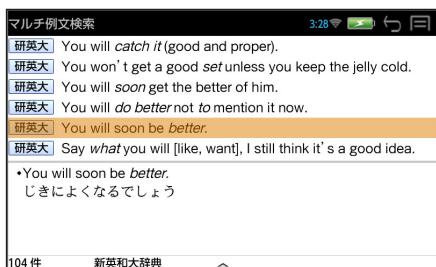 マルチ例文検索 3:28
研英大 You will catch it (good and proper).
研英大 You won't get a good set unless you keep the jelly cold.
研英大 You will soon get the better of him.
研英大 You will do better not to mention it now.
研英大 You will soon be better.
研英大 Say what you will [like, want], I still think it's a good idea.
•You will soon be better.
じきによくなるでしょう
104 件 新英和大辞典